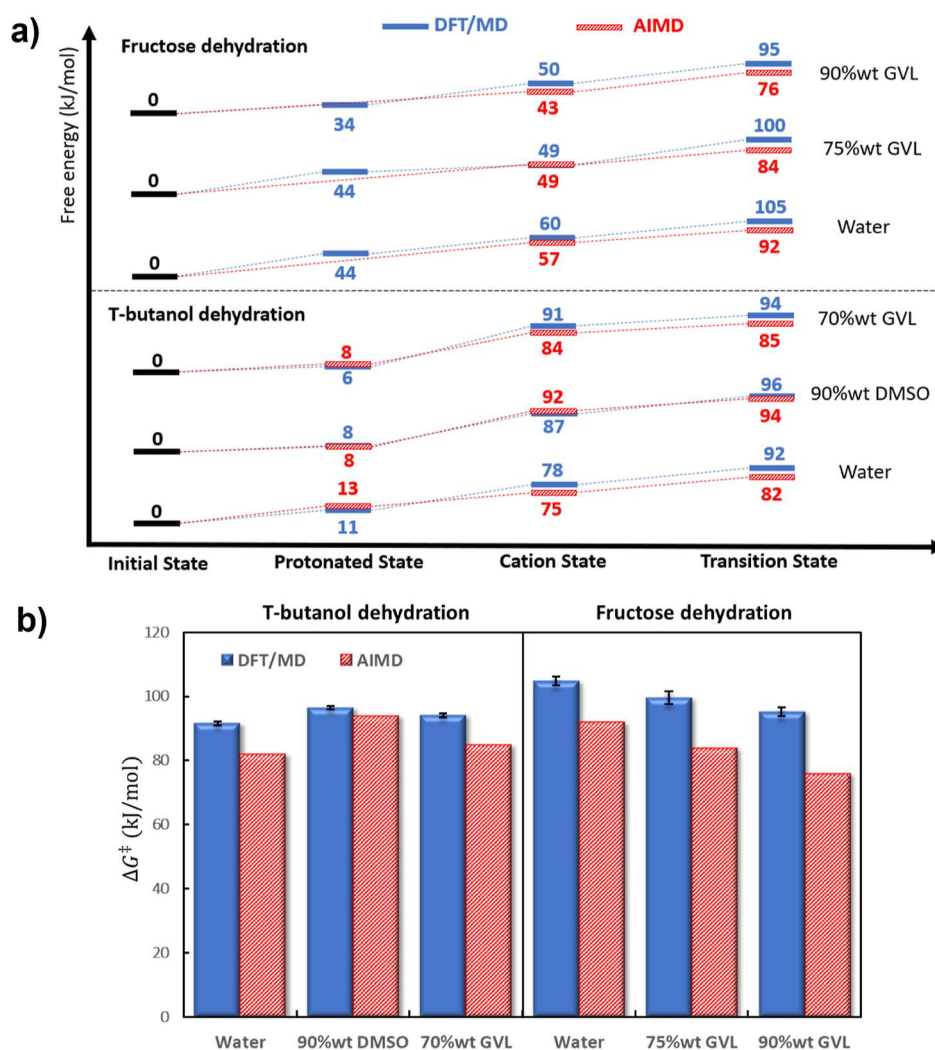 a)
DFT/MD AIMD
Free energy (kJ/mol)
Fructose dehydration
0 34 50 43 95 76 90%wt GVL
0 44 49 49 100 84 75%wt GVL
0 44 60 57 105 92 Water
T-butanol dehydration
0 8 6 91 84 94 85 70%wt GVL
0 8 8 92 87 96 94 90%wt DMSO
0 13 11 78 75 92 82 Water
Initial State Protonated State Cation State Transition State
b)
T-butanol dehydration Fructose dehydration
DFT/MD AIMD
ΔG‡ (kJ/mol)
120
100
80
60
40
20
0
Water 90%wt DMSO 70%wt GVL Water 75%wt GVL 90%wt GVL